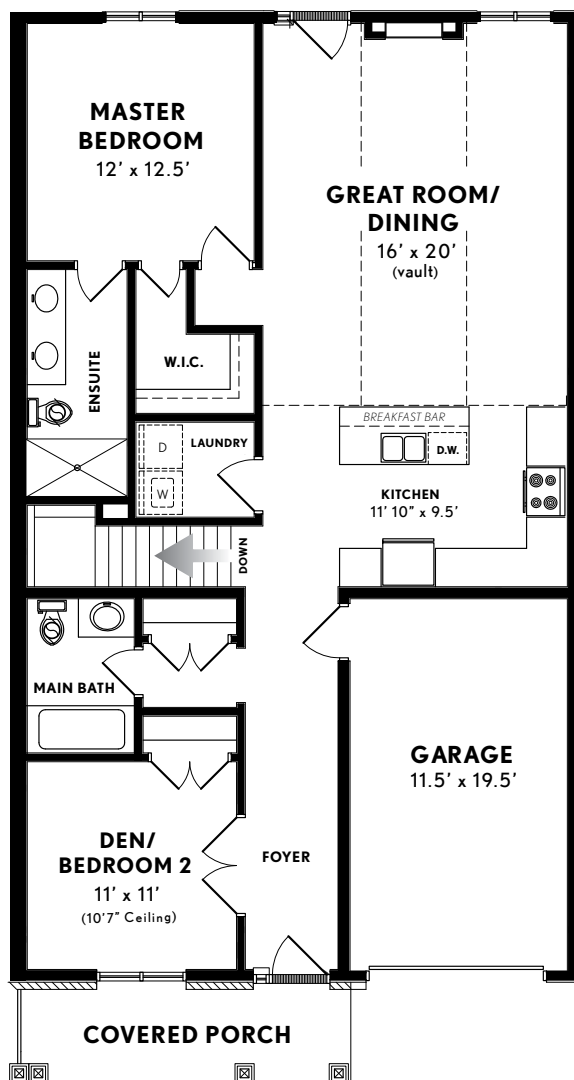 MASTER
BEDROOM
12’ x 12.5’
GREAT ROOM/
DINING
16’ x 20’
(vault)
ENSUITE
W.I.C.
LAUNDRY
D
W
BREAKFAST BAR
D.W.
KITCHEN
11’ 10” x 9.5’
DOWN
MAIN BATH
GARAGE
11.5’ x 19.5’
DEN/
BEDROOM 2
11’ x 11’
(10’7” Ceiling)
FOYER
COVERED PORCH